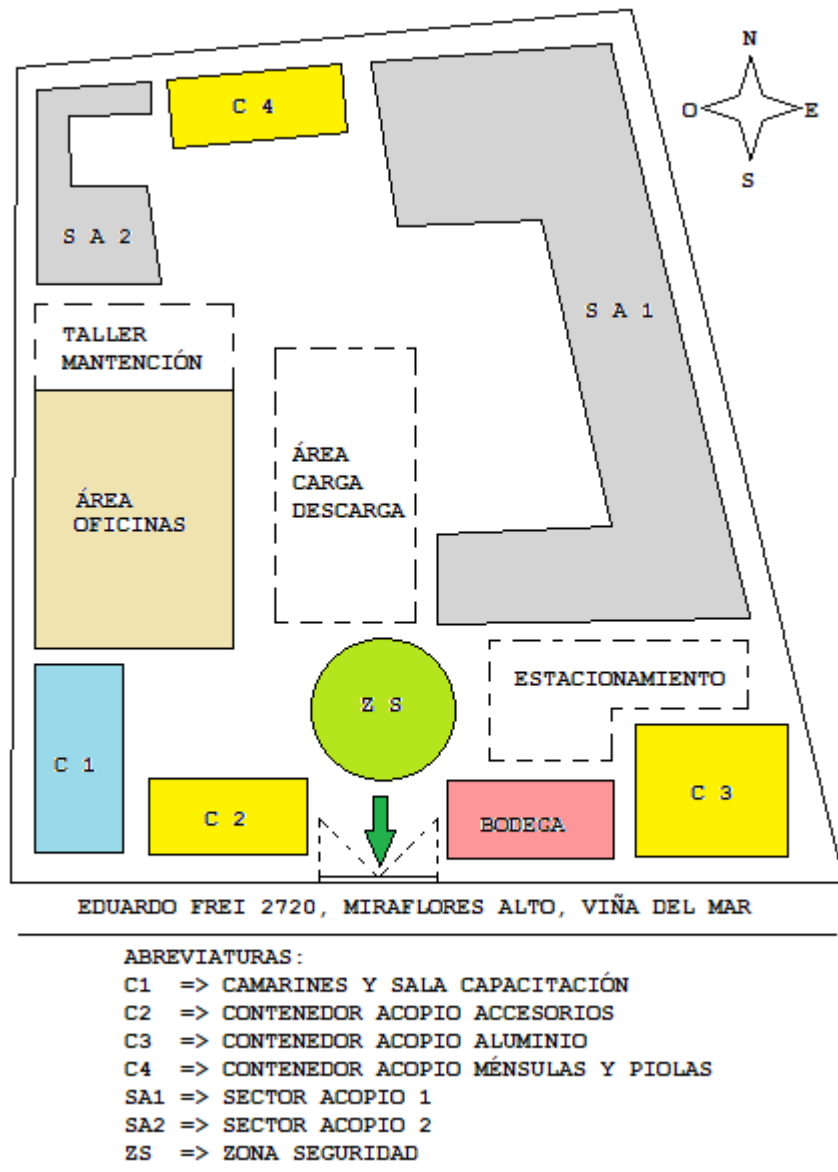 N
C 4
O
E
S
S A 2
S A 1
TALLER
MANTENCIÓN
ÁREA
CARGA
DESCARGA
ÁREA
OFICINAS
ESTACIONAMIENTO
Z S
C 1
C 2
BODEGA
C 3
EDUARDO FREI 2720, MIRAFLORES ALTO, VIÑA DEL MAR
ABREVIATURAS:
C1 => CAMARINES Y SALA CAPACITACIÓN
C2 => CONTENEDOR ACOPIO ACCESORIOS
C3 => CONTENEDOR ACOPIO ALUMINIO
C4 => CONTENEDOR ACOPIO MÉNSULAS Y PIOLAS
SA1 => SECTOR ACOPIO 1
SA2 => SECTOR ACOPIO 2
ZS => ZONA SEGURIDAD